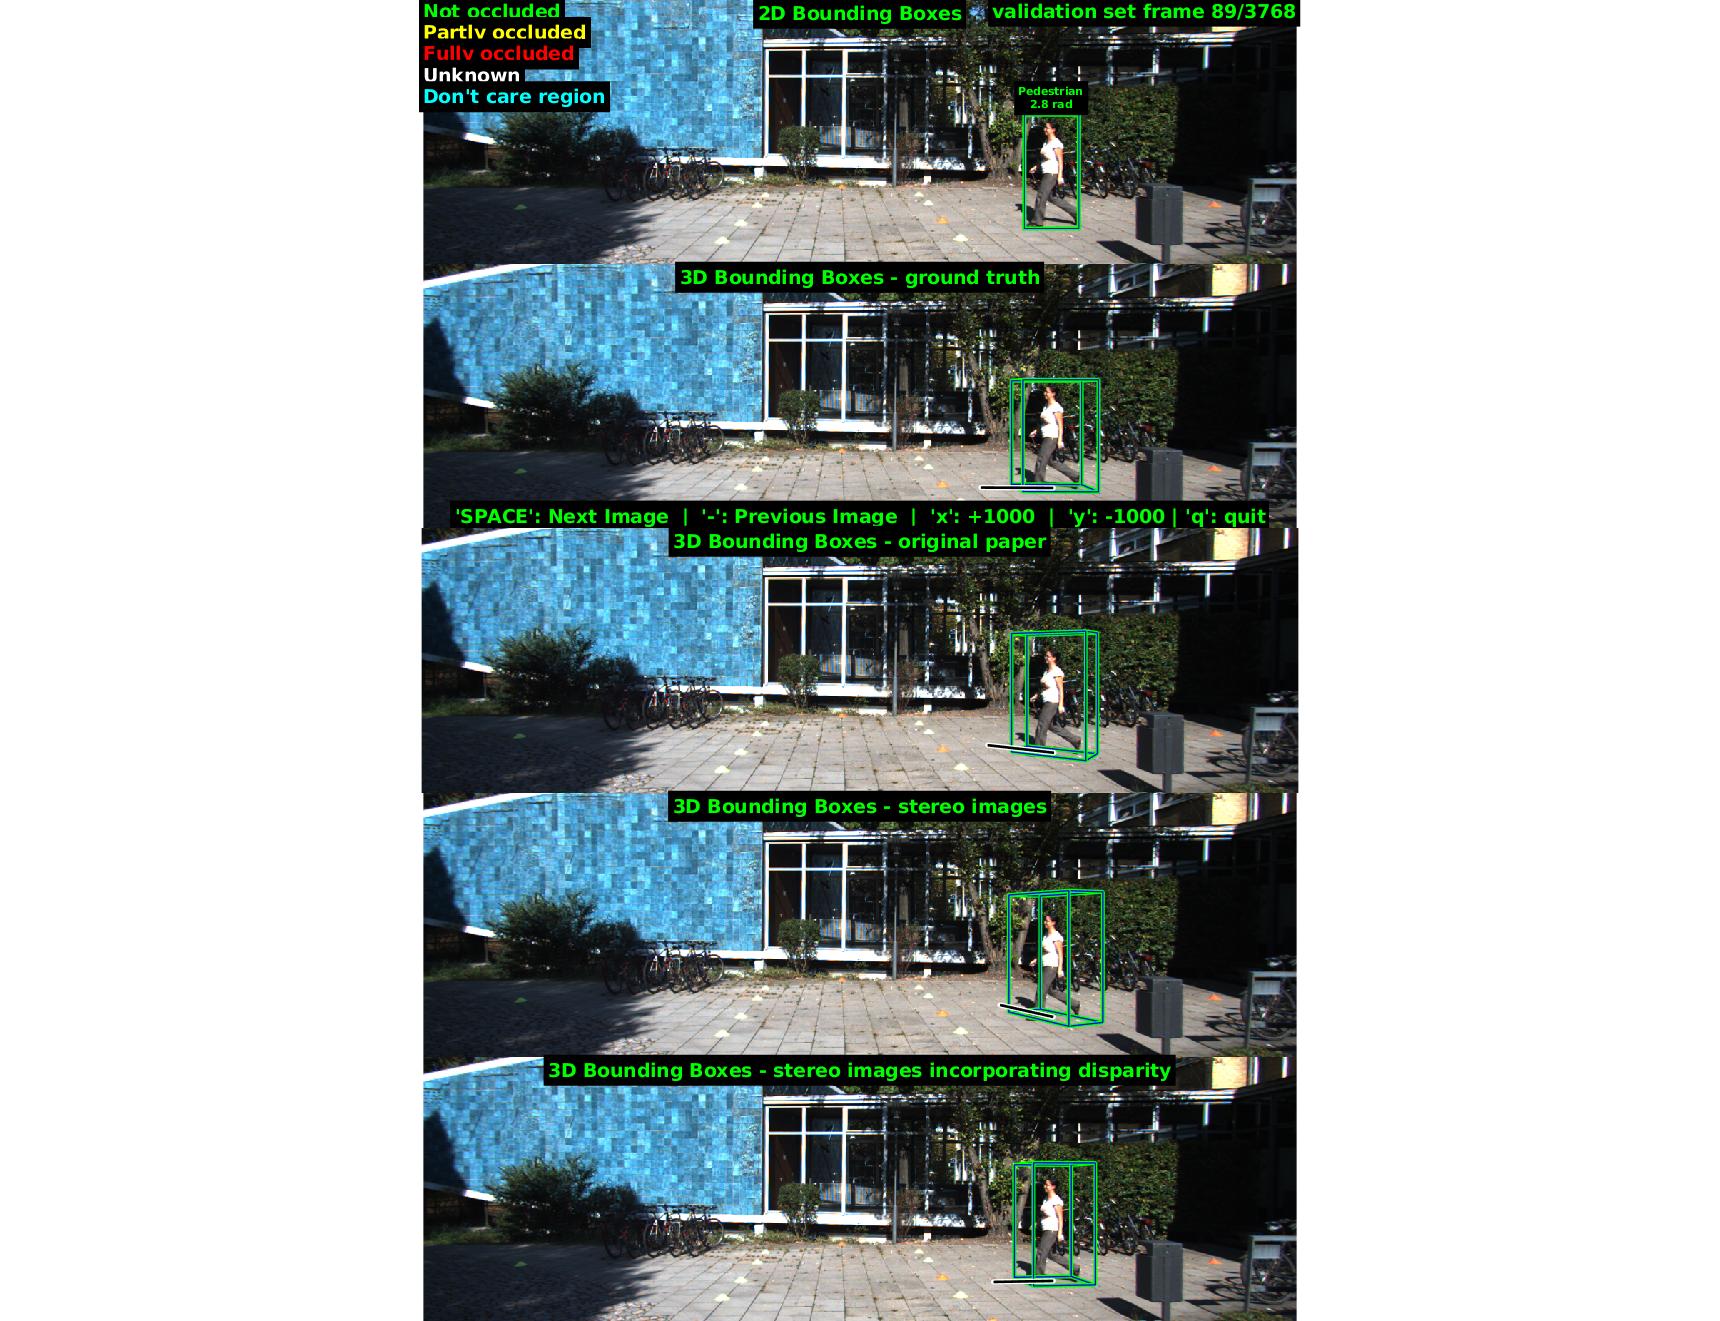 Not occluded
Partly occluded
Fully occluded
Unknown
Don't care region
2D Bounding Boxes
validation set frame 89/3768
Pedestrian
2.8 rad
3D Bounding Boxes - ground truth
'SPACE': Next Image | '-': Previous Image | 'x': +1000 | 'y': -1000 | 'q': quit
3D Bounding Boxes - original paper
3D Bounding Boxes - stereo images
3D Bounding Boxes - stereo images incorporating disparity